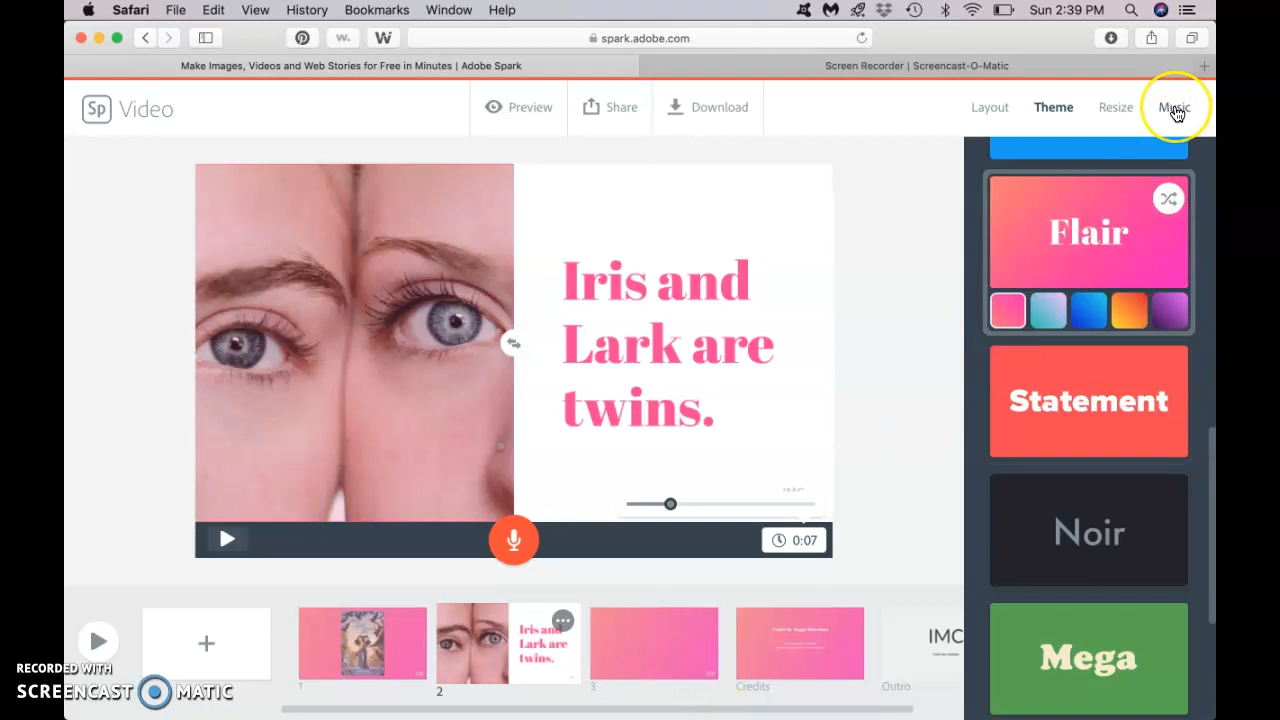 Safari File Edit View History Bookmarks Window Help Sun 2:39 PM
w. W spark.adobe.com
Make Images, Videos and Web Stories for Free in Minutes | Adobe Spark
Screen Recorder | Screencast-O-Matic
Sp Video
Preview Share Download
Layout Theme Resize Music
Flair
Statement
Noir
Mega
Iris and
Lark are
twins.
0:07
Iris and
Lark are
twins.
IMC
1 2 3 Credits Outro
RECORDED WITH
SCREENCAST MATIC